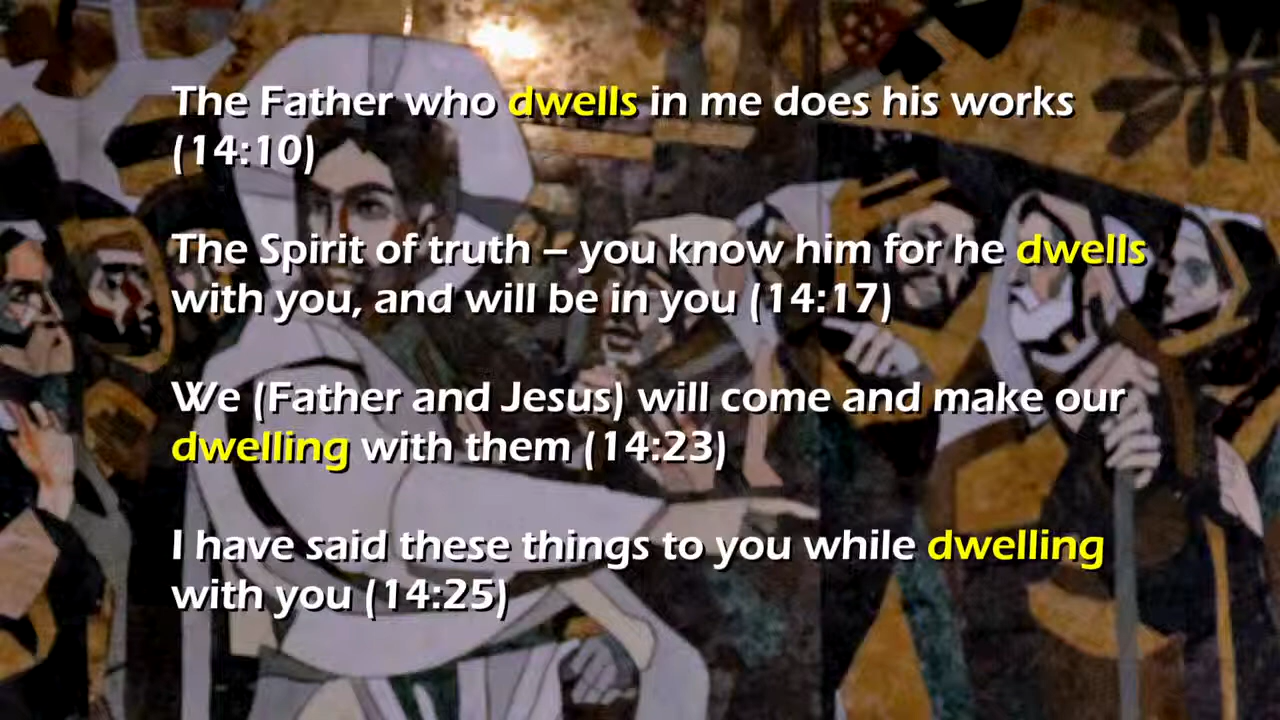 The Father who dwells in me does his works
(14:10)
The Spirit of truth – you know him for he dwells
with you, and will be in you (14:17)
We (Father and Jesus) will come and make our
dwelling with them (14:23)
I have said these things to you while dwelling
with you (14:25)